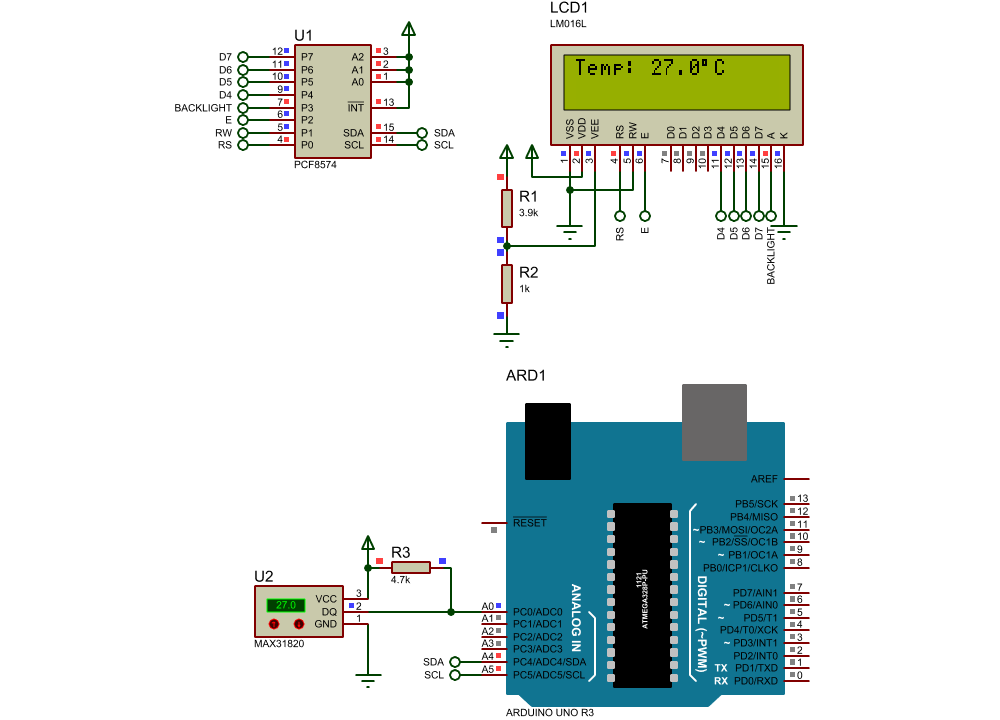 LCD1
LM016L
Temp: 27.0°C
VSS VDD VEE RS RW E D0 D1 D2 D3 D4 D5 D6 D7 A K
1 2 3 4 5 6 7 8 9 10 11 12 13 14 15 16
RS E D4 D5 D6 D7 BACKLIGHT
U1
D7 12 P7 A2 3
D6 11 P6 A1 2
D5 10 P5 A0 1
D4 9 P4
BACKLIGHT 7 P3 INT 13
E 6 P2
RW 5 P1 SDA 15 SDA
RS 4 P0 SCL 14 SCL
PCF8574
R1
3.9k
R2
1k
ARD1
AREF
RESET
PB5/SCK 13
PB4/MISO 12
~PB3/MOSI/OC2A 11
~ PB2/SS/OC1B 10
~ PB1/OC1A 9
PB0/ICP1/CLKO 8
PD7/AIN1 7
~ PD6/AIN0 6
~ PD5/T1 5
PD4/T0/XCK 4
~ PD3/INT1 3
PD2/INT0 2
TX PD1/TXD 1
RX PD0/RXD 0
DIGITAL (~PWM)
1121
ATMEGA328P-PU
ANALOG IN
A0 PC0/ADC0
A1 PC1/ADC1
A2 PC2/ADC2
A3 PC3/ADC3
SDA A4 PC4/ADC4/SDA
SCL A5 PC5/ADC5/SCL
ARDUINO UNO R3
R3
4.7k
U2
27.0
VCC 3
DQ 2
GND 1
MAX31820